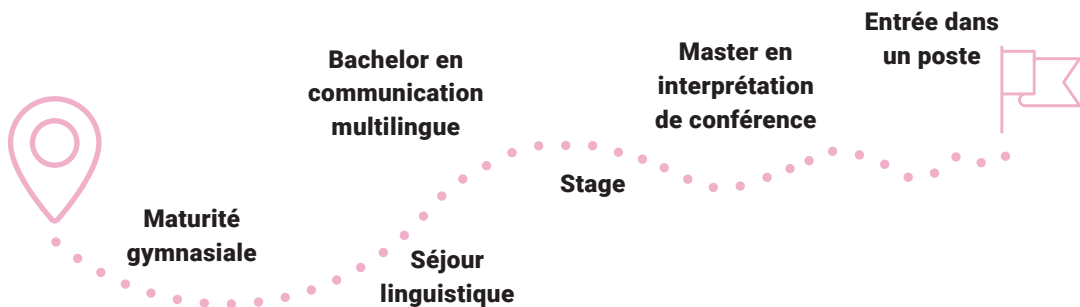 Maturité
gymnasiale
Bachelor en
communication
multilingue
Séjour
linguistique
Stage
Master en
interprétation
de conférence
Entrée dans
un poste